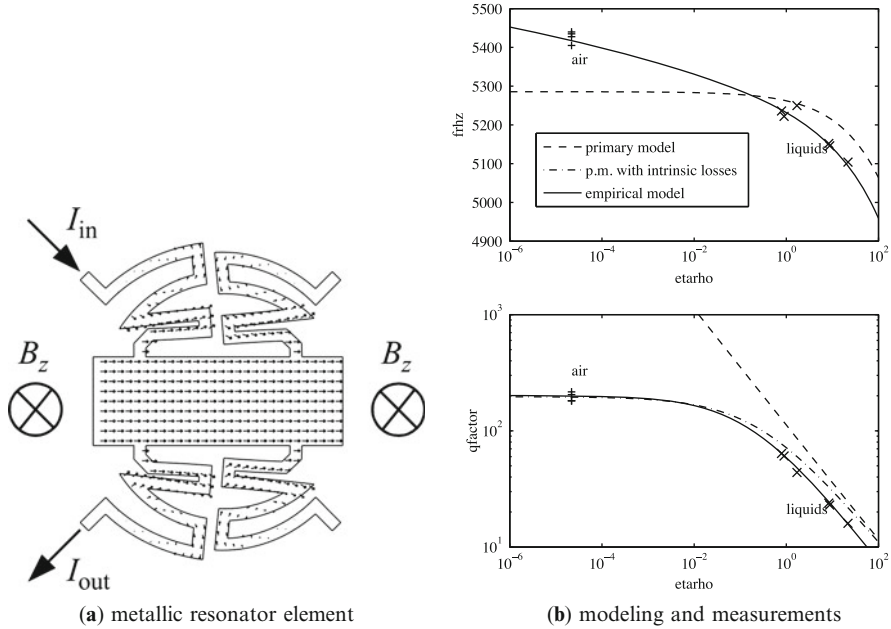 I_in
B_z
B_z
I_out
(a) metallic resonator element
5500
5400
5300
5200
5100
5000
4900
frhz
air
liquids
primary model
p.m. with intrinsic losses
empirical model
10^−6
10^−4
10^−2
10^0
10^2
etarho
10^3
10^2
10^1
qfactor
air
liquids
10^−6
10^−4
10^−2
10^0
10^2
etarho
(b) modeling and measurements